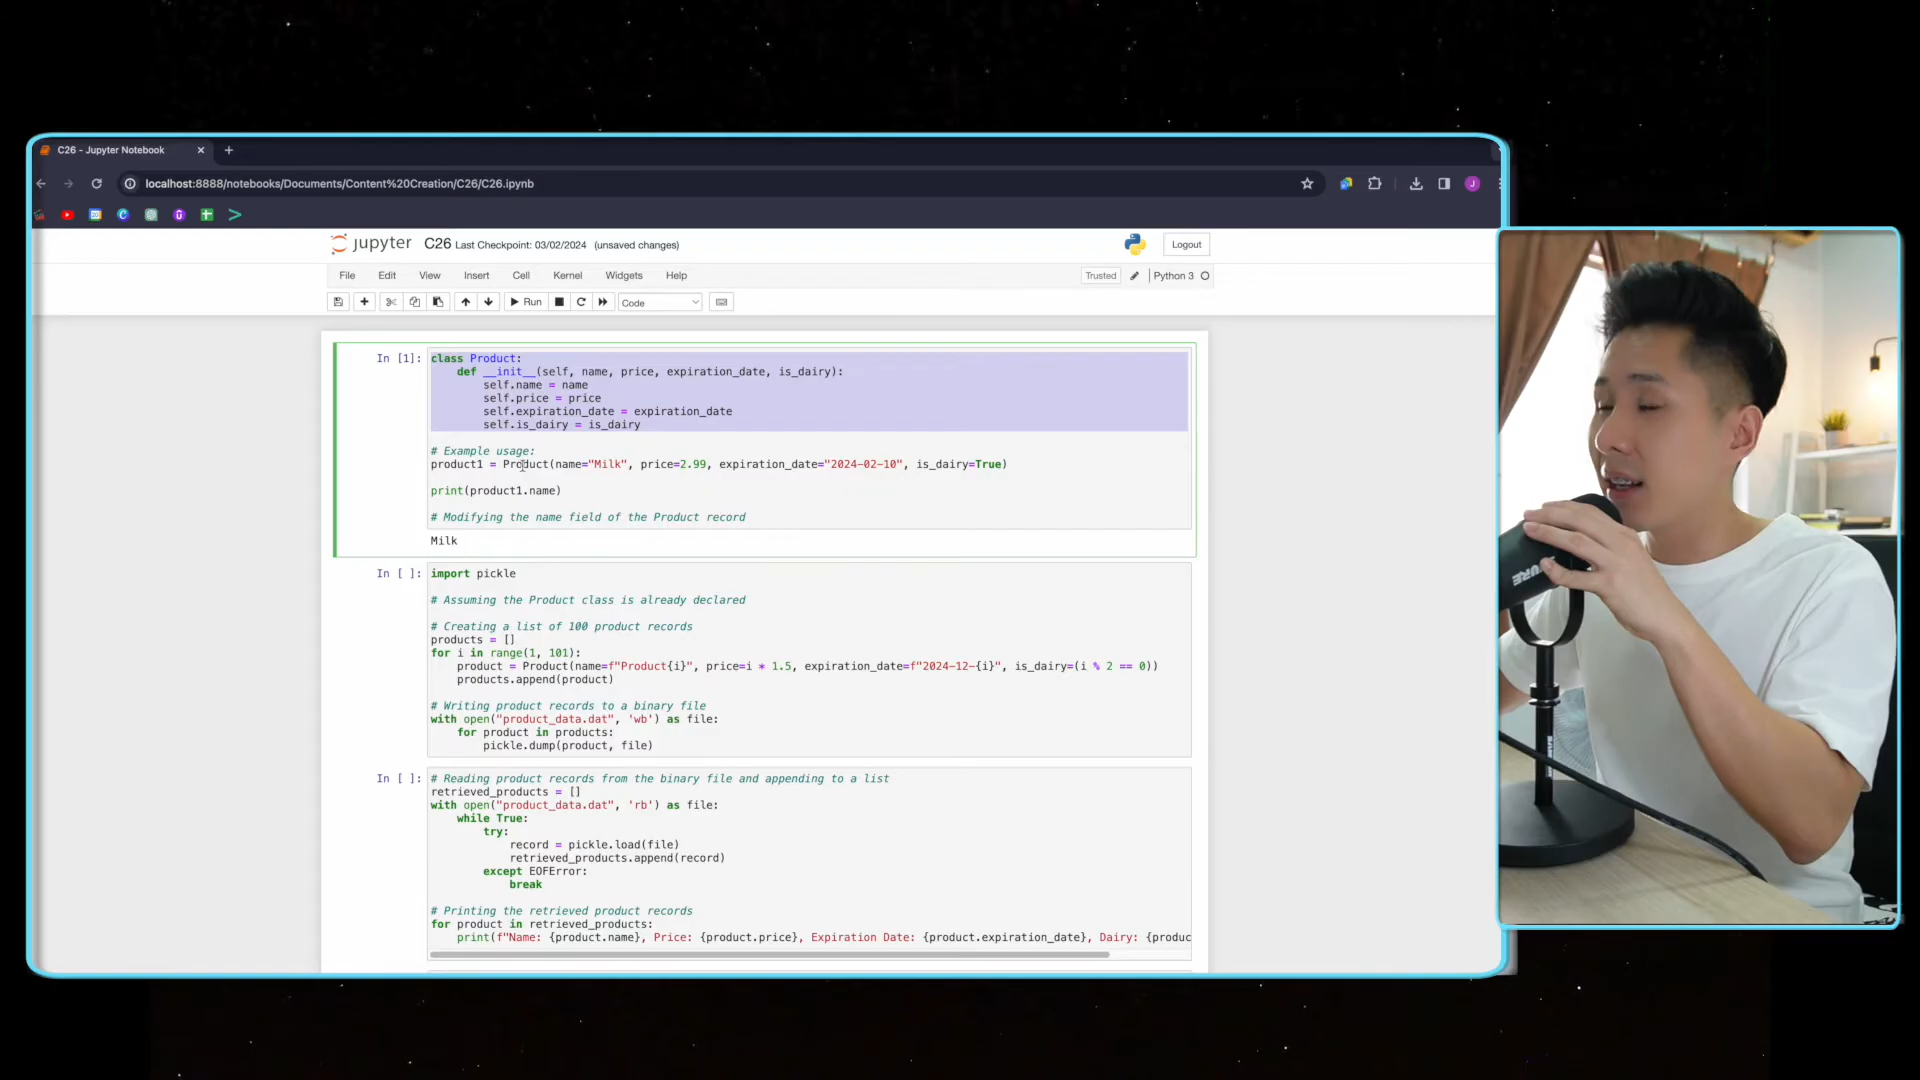 C26 - Jupyter Notebook
localhost:8888/notebooks/Documents/Content%20Creation/C26/C26.ipynb
J
jupyter C26 Last Checkpoint: 03/02/2024 (unsaved changes)
Logout
File Edit View Insert Cell Kernel Widgets Help
Trusted
Python 3
Run
Code
In [1]:
class Product:
    def __init__(self, name, price, expiration_date, is_dairy):
        self.name = name
        self.price = price
        self.expiration_date = expiration_date
        self.is_dairy = is_dairy
# Example usage:
product1 = Product(name="Milk", price=2.99, expiration_date="2024-02-10", is_dairy=True)
print(product1.name)
# Modifying the name field of the Product record
Milk
In [ ]:
import pickle
# Assuming the Product class is already declared
# Creating a list of 100 product records
products = []
for i in range(1, 101):
    product = Product(name=f"Product{i}", price=i * 1.5, expiration_date=f"2024-12-{i}", is_dairy=(i % 2 == 0))
    products.append(product)
# Writing product records to a binary file
with open("product_data.dat", 'wb') as file:
    for product in products:
        pickle.dump(product, file)
In [ ]:
# Reading product records from the binary file and appending to a list
retrieved_products = []
with open("product_data.dat", 'rb') as file:
    while True:
        try:
            record = pickle.load(file)
            retrieved_products.append(record)
        except EOFError:
            break
# Printing the retrieved product records
for product in retrieved_products:
    print(f"Name: {product.name}, Price: {product.price}, Expiration Date: {product.expiration_date}, Dairy: {produc
SHURE